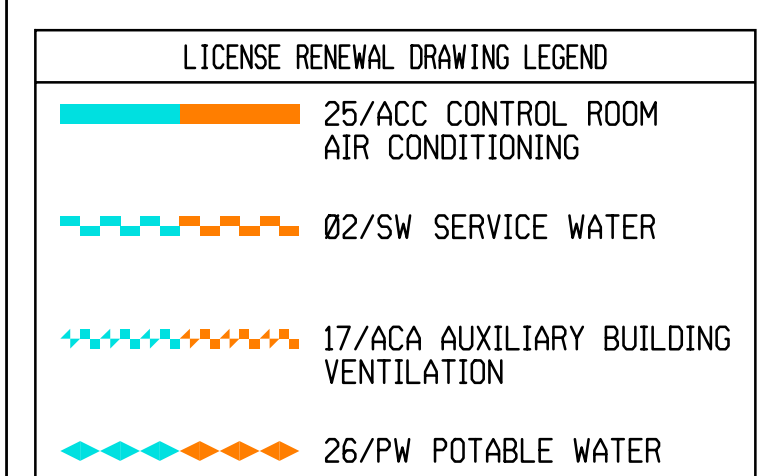 LICENSE RENEWAL DRAWING LEGEND
25/ACC CONTROL ROOM
AIR CONDITIONING
Ø2/SW SERVICE WATER
17/ACA AUXILIARY BUILDING
VENTILATION
26/PW POTABLE WATER